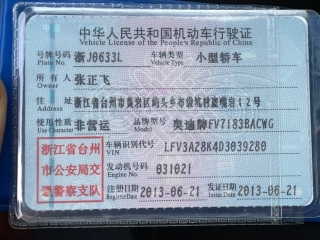 中华人民共和国机动车行驶证
Vehicle License of the People's Republic of China
号牌号码 浙J0633L 车辆类型 小型轿车
Plate No. Vehicle Type
所有人 张正飞
Owner
住址 浙江省台州市黄岩区屿头乡布袋坑村
Address
使用性质 非营运 品牌型号 奥迪牌FV7183BACWG
Use Character Model
浙江省台州
市公安局交
通警察支队
车辆识别代号 LFV3A28K4D3039280
VIN
发动机号码 031021
Engine No.
注册日期 2013-06-21 发证日期 2013-06-21
Register Date Issue Date